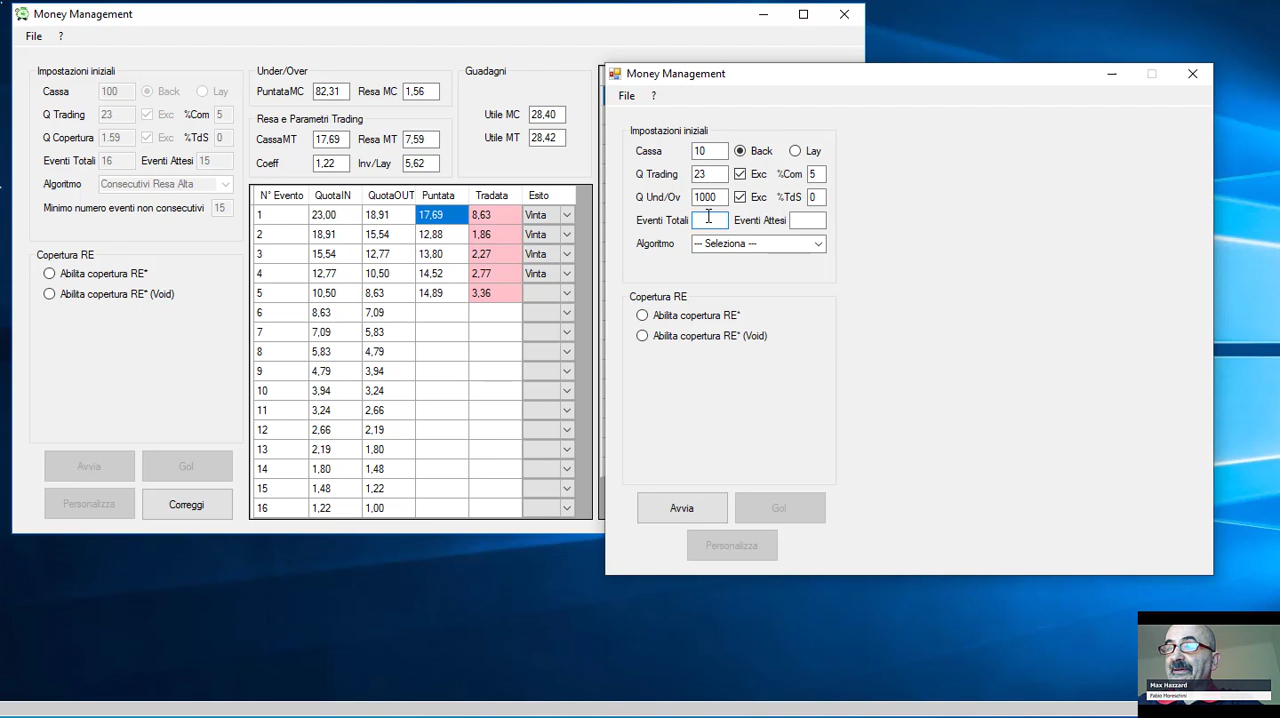 Money Management
File ?
Impostazioni iniziali
Cassa 100 Back Lay
Q Trading 23 Exc %Com 5
Q Copertura 1.59 Exc %TdS 0
Eventi Totali 16 Eventi Attesi 15
Algoritmo Consecutivi Resa Alta
Minimo numero eventi non consecutivi 15
Copertura RE
Abilita copertura RE*
Abilita copertura RE* (Void)
Avvia Gol
Personalizza Correggi
Under/Over
PuntataMC 82,31 Resa MC 1,56
Resa e Parametri Trading
CassaMT 17,69 Resa MT 7,59
Coeff 1,22 Inv/Lay 5,62
Guadagni
Utile MC 28,40
Utile MT 28,42
N° Evento QuotaIN QuotaOUT Puntata Tradata Esito
1 23,00 18,91 17,69 8,63 Vinta
2 18,91 15,54 12,88 1,86 Vinta
3 15,54 12,77 13,80 2,27 Vinta
4 12,77 10,50 14,52 2,77 Vinta
5 10,50 8,63 14,89 3,36
6 8,63 7,09
7 7,09 5,83
8 5,83 4,79
9 4,79 3,94
10 3,94 3,24
11 3,24 2,66
12 2,66 2,19
13 2,19 1,80
14 1,80 1,48
15 1,48 1,22
16 1,22 1,00
Money Management
File ?
Impostazioni iniziali
Cassa 10 Back Lay
Q Trading 23 Exc %Com 5
Q Und/Ov 1000 Exc %TdS 0
Eventi Totali Eventi Attesi
Algoritmo --- Seleziona ---
Copertura RE
Abilita copertura RE*
Abilita copertura RE* (Void)
Avvia Gol
Personalizza
Max Hazzard
Fabio Moreschini